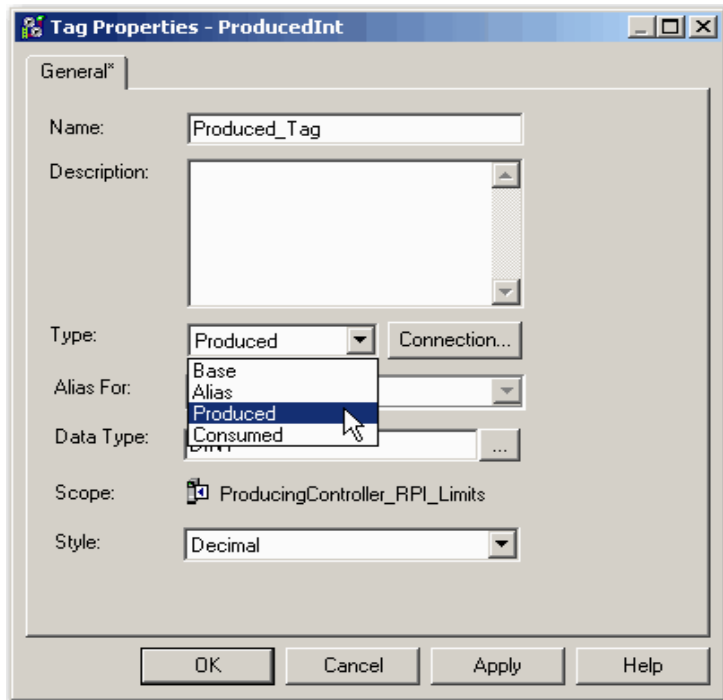 Tag Properties - ProducedInt
General*
Name: Produced_Tag
Description:
Type: Produced Connection...
Base
Alias For: Alias
Produced
Data Type: Consumed ...
Scope: ProducingController_RPI_Limits
Style: Decimal
OK Cancel Apply Help